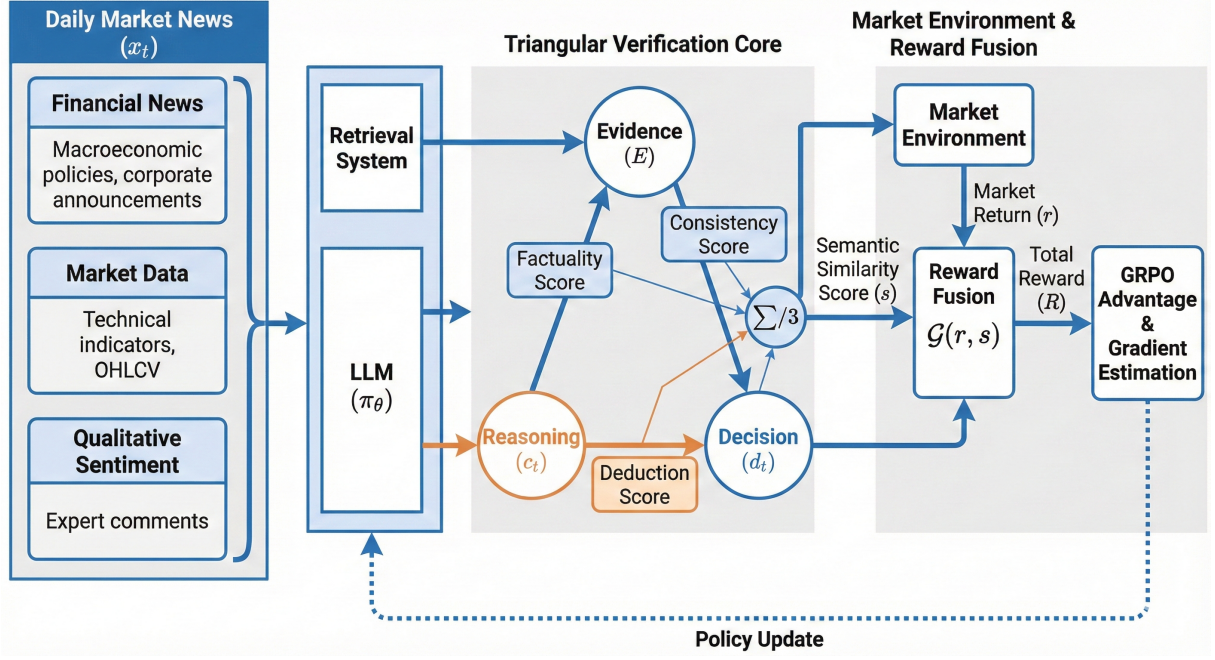 Daily Market News
(x_t)
Financial News
Macroeconomic
policies, corporate
announcements
Market Data
Technical
indicators,
OHLCV
Qualitative
Sentiment
Expert comments
Retrieval
System
LLM
(π_θ)
Triangular Verification Core
Evidence
(E)
Factuality
Score
Consistency
Score
∑/3
Reasoning
(c_t)
Deduction
Score
Decision
(d_t)
Market Environment &
Reward Fusion
Market
Environment
Market
Return (r)
Semantic
Similarity
Score (s)
Reward
Fusion
𝒢(r, s)
Total
Reward
(R)
GRPO
Advantage
&
Gradient
Estimation
Policy Update